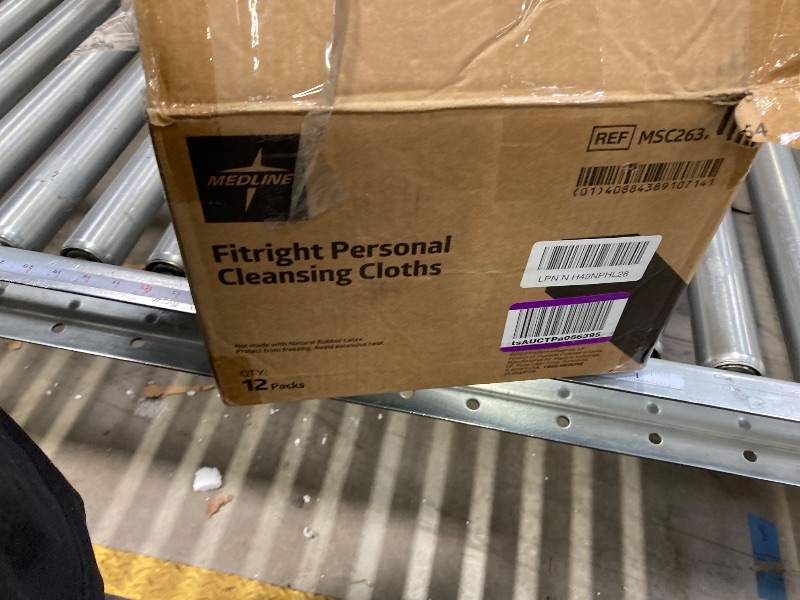 MEDLINE
REF MSC263
54
(01)40884389107141
Fitright Personal
Cleansing Cloths
LPN N H49NPHL28
tsAUCTPa086395
Not made with Natural Rubber Latex
Protect from freezing. Avoid excessive heat.
QTY:
12 Packs